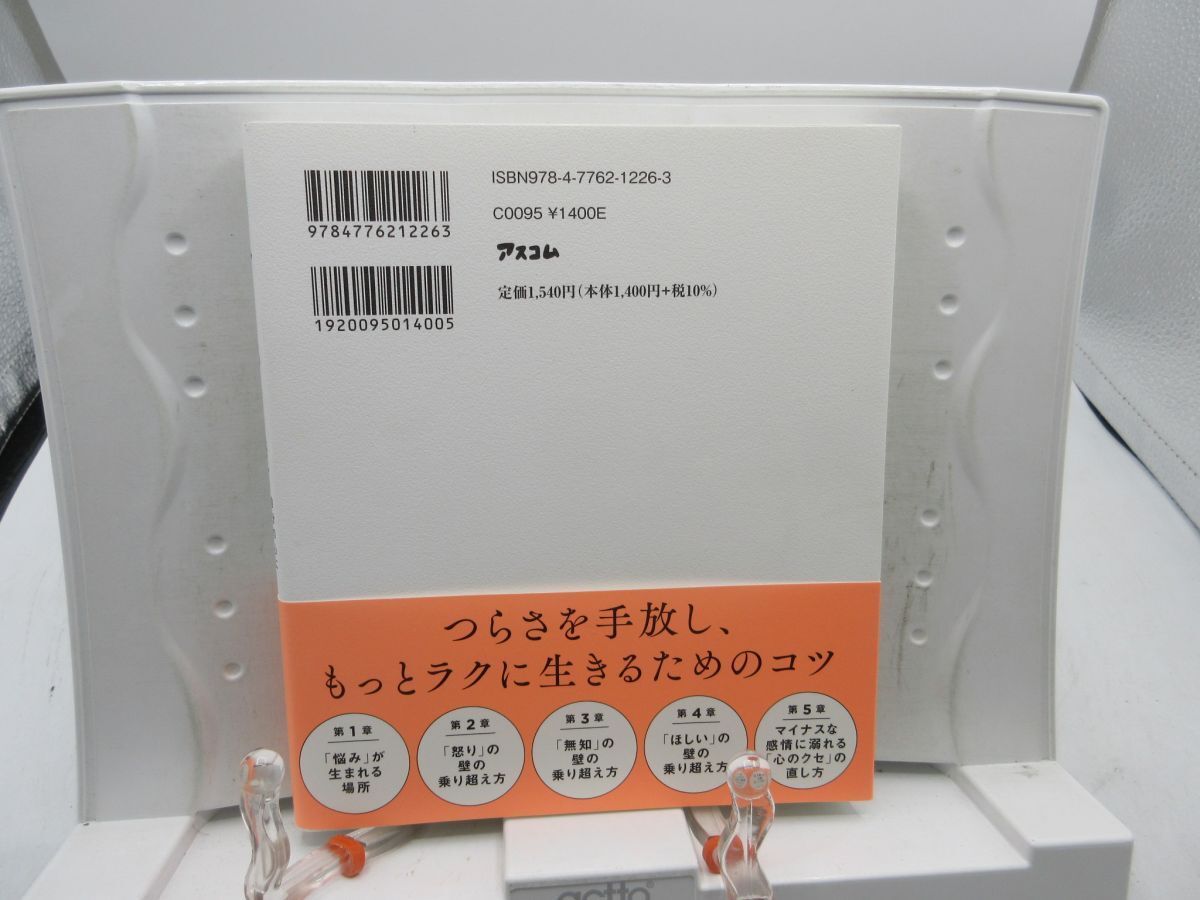 9784776212263
1920095014005
ISBN978-4-7762-1226-3
C0095 ¥1400E
アスコム
定価1,540円(本体1,400円+税10%)
つらさを手放し、
もっとラクに生きるためのコツ
第1章
「悩み」が
生まれる
場所
第2章
「怒り」の
壁の
乗り超え方
第3章
「無知」の
壁の
乗り超え方
第4章
「ほしい」の
壁の
乗り超え方
第5章
マイナスな
感情に溺れる
「心のクセ」の
直し方
actto®